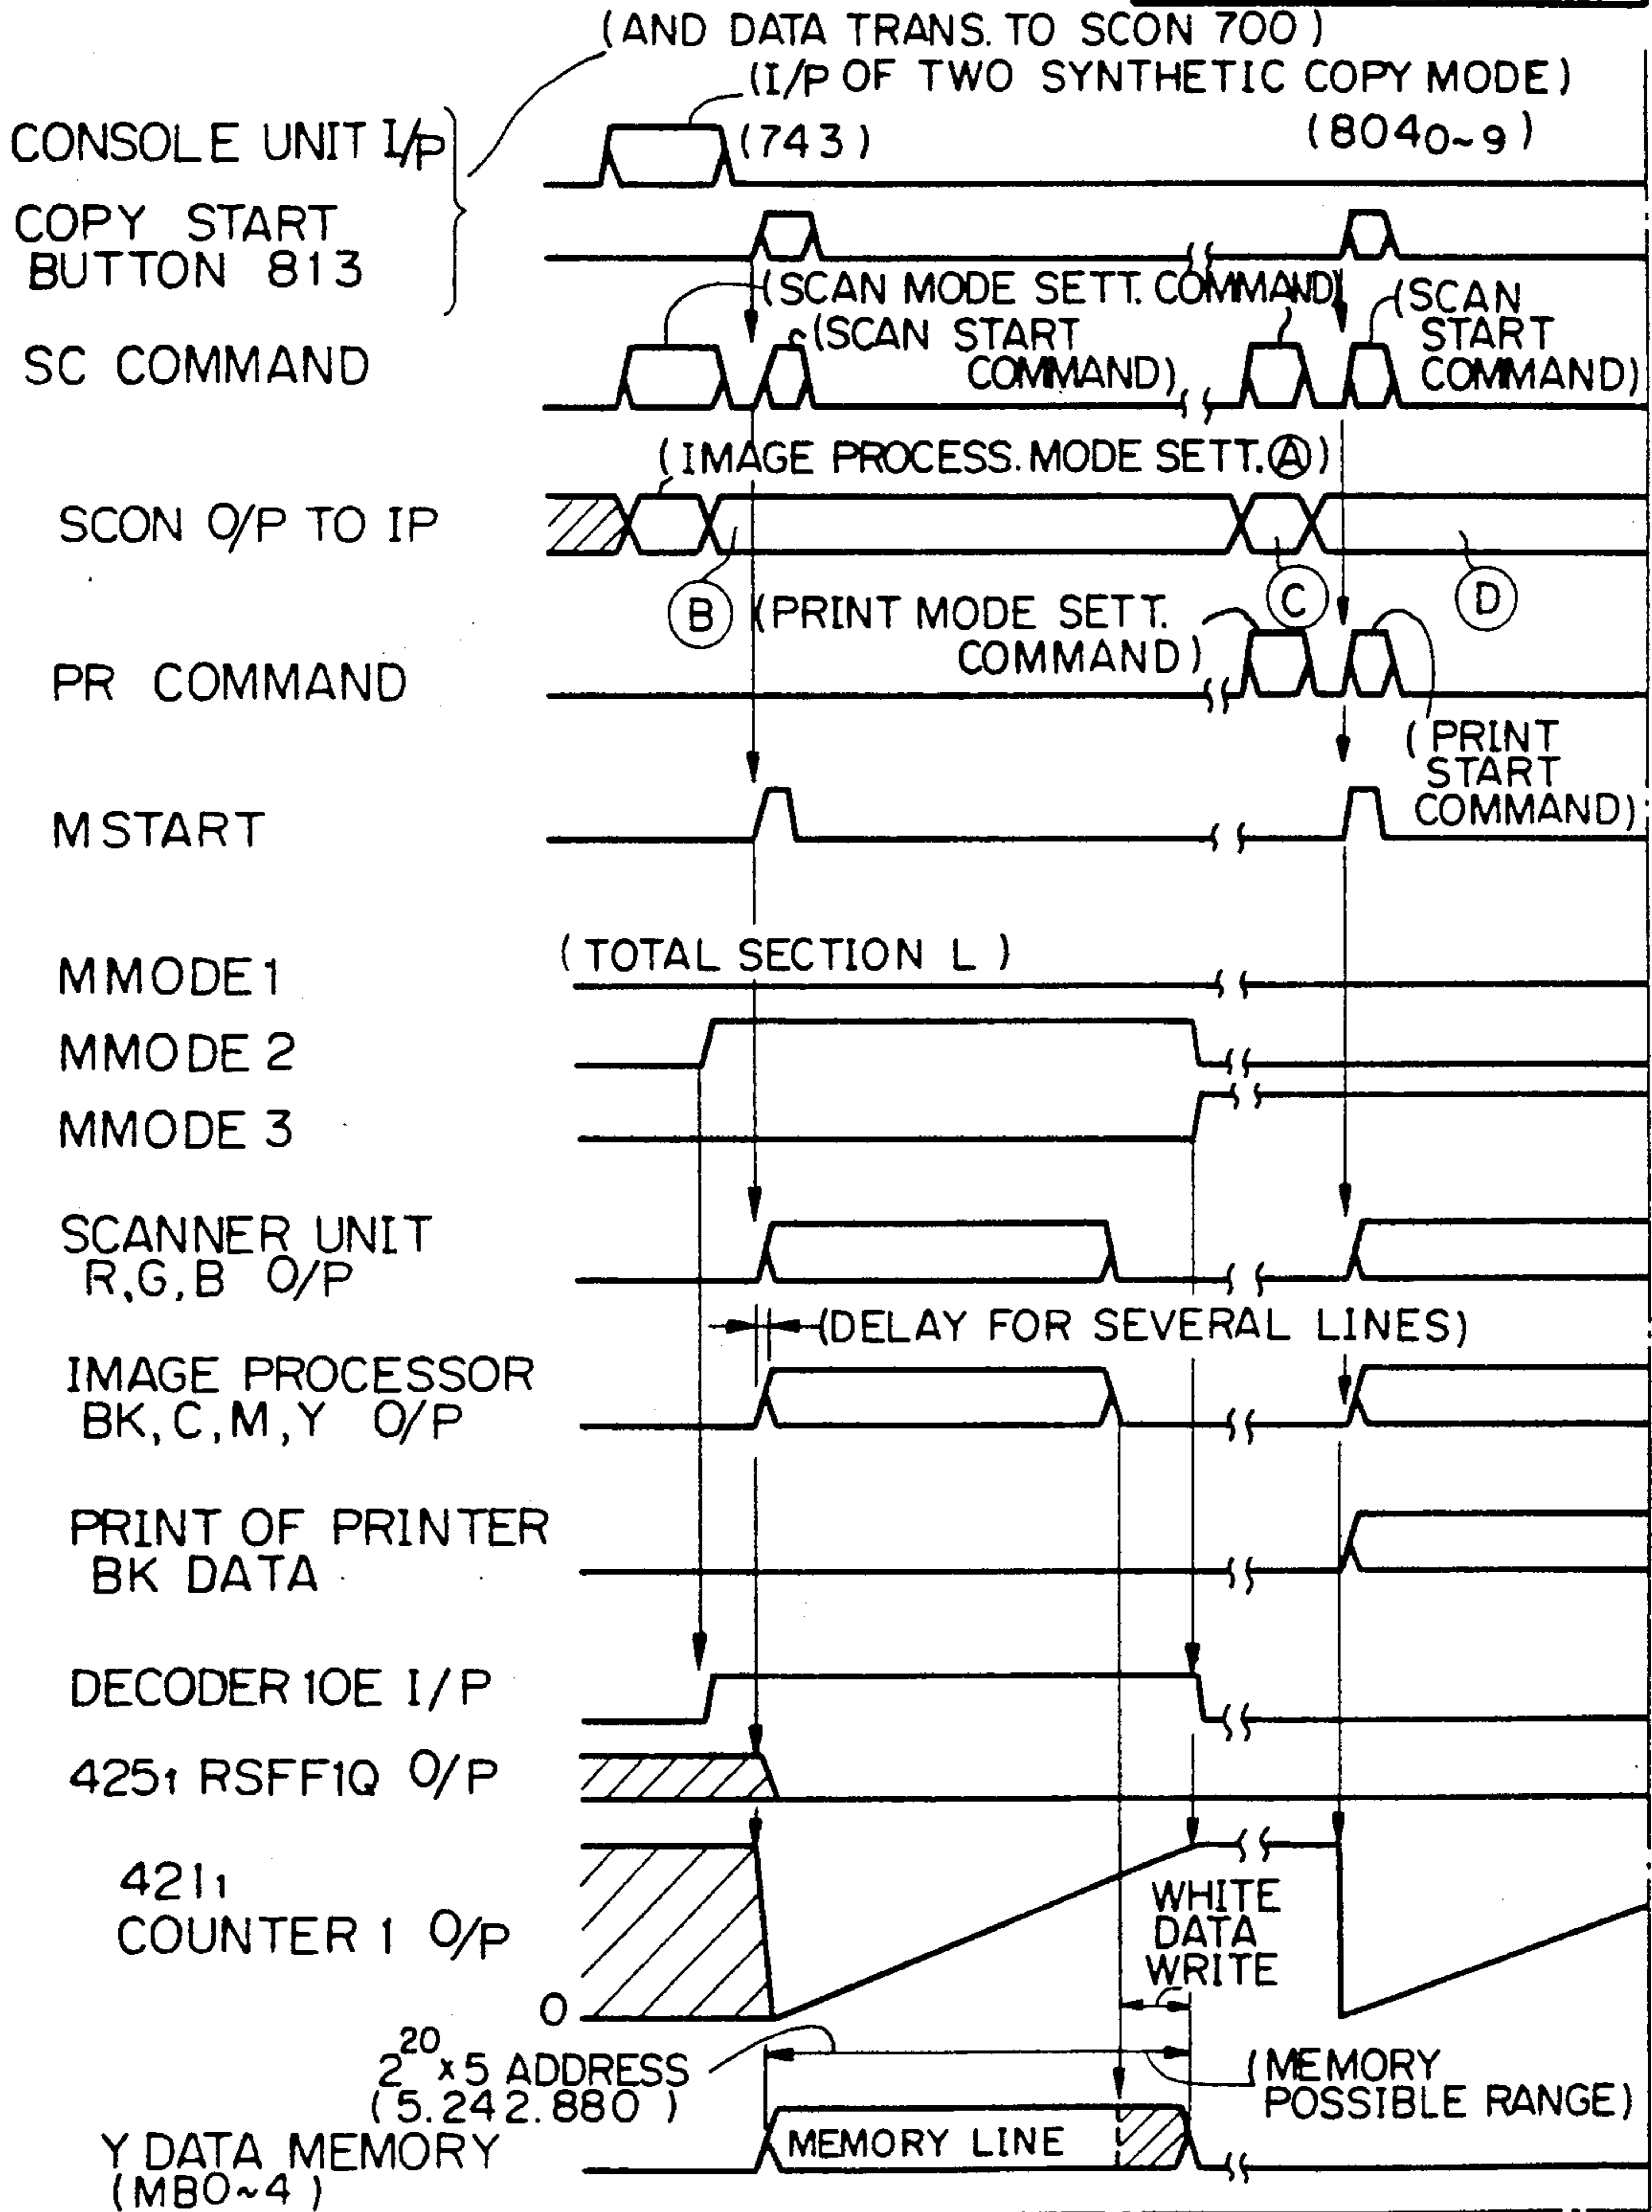 (AND DATA TRANS. TO SCON 700)
(I/P OF TWO SYNTHETIC COPY MODE)
CONSOLE UNIT I/P
(743)
(8040~9)
COPY START
BUTTON 813
(SCAN MODE SETT. COMMAND)
SC COMMAND
(SCAN START
COMMAND)
(SCAN
START
COMMAND)
(IMAGE PROCESS. MODE SETT. Ⓐ)
SCON O/P TO IP
B
C
D
(PRINT MODE SETT.
COMMAND)
PR COMMAND
(PRINT
START
COMMAND)
MSTART
(TOTAL SECTION L)
MMODE 1
MMODE 2
MMODE 3
SCANNER UNIT
R,G,B O/P
(DELAY FOR SEVERAL LINES)
IMAGE PROCESSOR
BK, C, M, Y O/P
PRINT OF PRINTER
BK DATA
DECODER 10E I/P
4251 RSFF1Q O/P
4211
COUNTER 1 O/P
0
WHITE
DATA
WRITE
2²⁰×5 ADDRESS
(5.242.880)
(MEMORY
POSSIBLE RANGE)
Y DATA MEMORY
(MB0~4)
MEMORY LINE